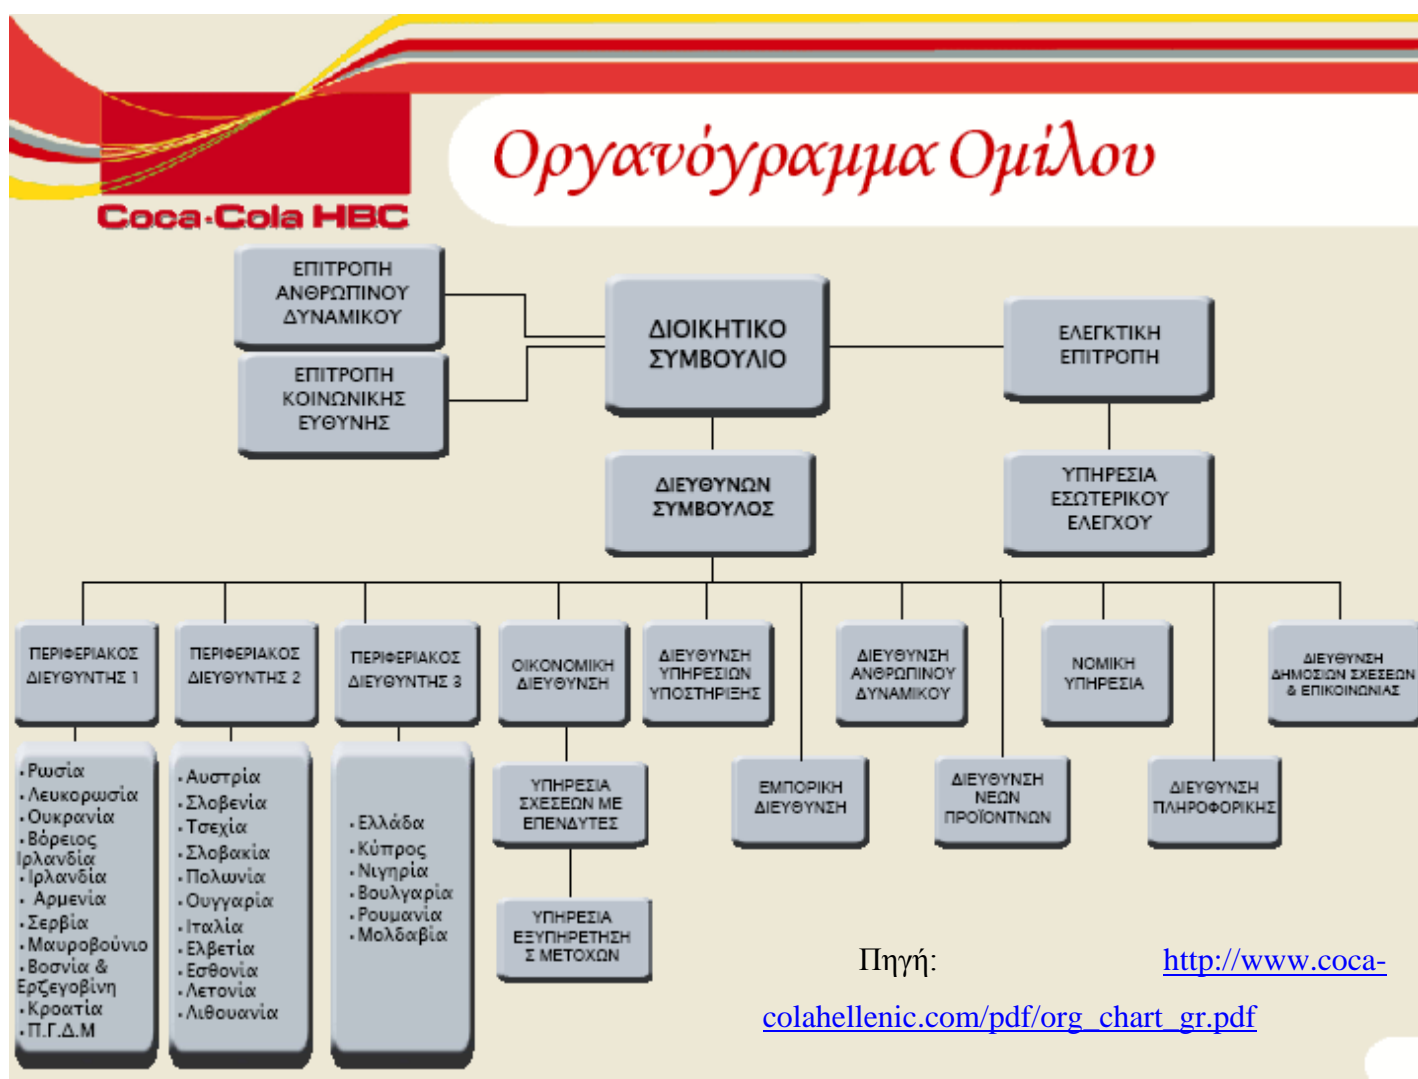 Οργανόγραμμα Ομίλου
Coca-Cola HBC
ΕΠΙΤΡΟΠΗ
ΑΝΘΡΩΠΙΝΟΥ
ΔΥΝΑΜΙΚΟΥ
ΕΠΙΤΡΟΠΗ
ΚΟΙΝΩΝΙΚΗΣ
ΕΥΘΥΝΗΣ
ΔΙΟΙΚΗΤΙΚΟ
ΣΥΜΒΟΥΛΙΟ
ΕΛΕΓΚΤΙΚΗ
ΕΠΙΤΡΟΠΗ
ΔΙΕΥΘΥΝΩΝ
ΣΥΜΒΟΥΛΟΣ
ΥΠΗΡΕΣΙΑ
ΕΣΩΤΕΡΙΚΟΥ
ΕΛΕΓΧΟΥ
ΠΕΡΙΦΕΡΙΑΚΟΣ
ΔΙΕΥΘΥΝΤΗΣ 1
ΠΕΡΙΦΕΡΙΑΚΟΣ
ΔΙΕΥΘΥΝΤΗΣ 2
ΠΕΡΙΦΕΡΙΑΚΟΣ
ΔΙΕΥΘΥΝΤΗΣ 3
ΟΙΚΟΝΟΜΙΚΗ
ΔΙΕΥΘΥΝΣΗ
ΔΙΕΥΘΥΝΣΗ
ΥΠΗΡΕΣΙΩΝ
ΥΠΟΣΤΗΡΙΞΗΣ
ΔΙΕΥΘΥΝΣΗ
ΑΝΘΡΩΠΙΝΟΥ
ΔΥΝΑΜΙΚΟΥ
ΝΟΜΙΚΗ
ΥΠΗΡΕΣΙΑ
ΔΙΕΥΘΥΝΣΗ
ΔΗΜΟΣΙΩΝ ΣΧΕΣΕΩΝ
& ΕΠΙΚΟΙΝΩΝΙΑΣ
• Ρωσία
• Λευκορωσία
• Ουκρανία
• Βόρειος
Ιρλανδία
• Ιρλανδία
• Αρμενία
• Σερβία
• Μαυροβούνιο
• Βοσνία &
Ερζεγοβίνη
• Κροατία
• Π.Γ.Δ.Μ
• Αυστρία
• Σλοβενία
• Τσεχία
• Σλοβακία
• Πολωνία
• Ουγγαρία
• Ιταλία
• Ελβετία
• Εσθονία
• Λετονία
• Λιθουανία
• Ελλάδα
• Κύπρος
• Νιγηρία
• Βουλγαρία
• Ρουμανία
• Μολδαβία
ΥΠΗΡΕΣΙΑ
ΣΧΕΣΕΩΝ ΜΕ
ΕΠΕΝΔΥΤΕΣ
ΕΜΠΟΡΙΚΗ
ΔΙΕΥΘΥΝΣΗ
ΔΙΕΥΘΥΝΣΗ
ΝΕΩΝ
ΠΡΟΪΟΝΤΝΩΝ
ΔΙΕΥΘΥΝΣΗ
ΠΛΗΡΟΦΟΡΙΚΗΣ
ΥΠΗΡΕΣΙΑ
ΕΞΥΠΗΡΕΤΗΣΗ
Σ ΜΕΤΟΧΩΝ
Πηγή: http://www.coca-
colahellenic.com/pdf/org_chart_gr.pdf